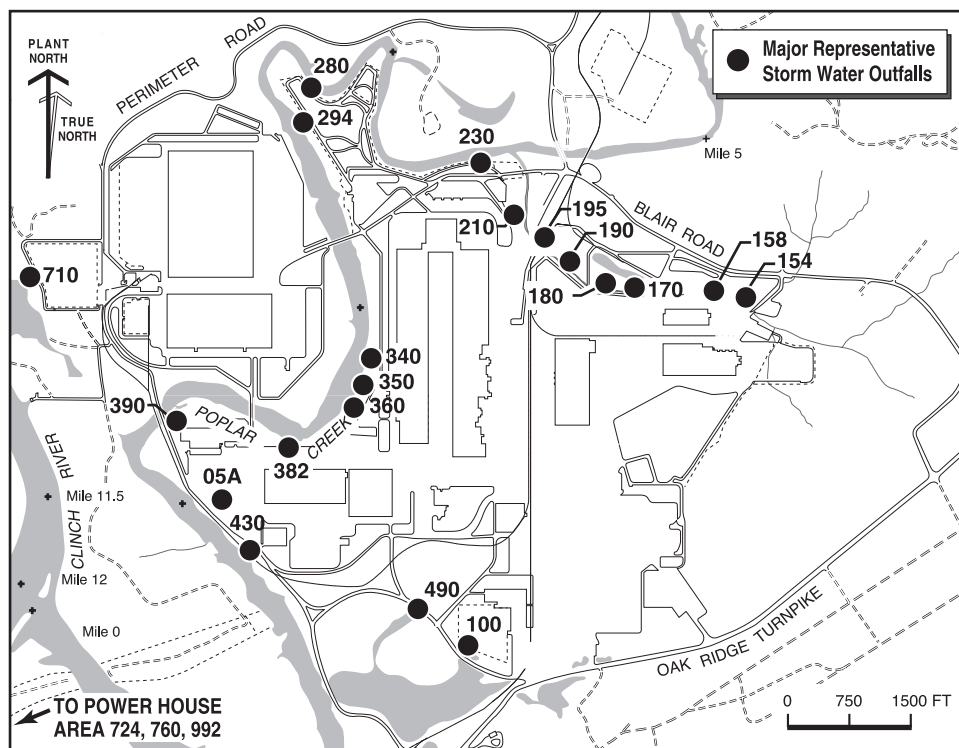 PLANT
NORTH
TRUE
NORTH
PERIMETER ROAD
280
294
230
Major Representative
Storm Water Outfalls
Mile 5
210
195
190
BLAIR ROAD
158
154
710
180
170
340
350
360
390
POPLAR
CREEK
382
05A
430
CLINCH RIVER
Mile 11.5
Mile 12
Mile 0
490
100
OAK RIDGE TURNPIKE
TO POWER HOUSE
AREA 724, 760, 992
0 750 1500 FT